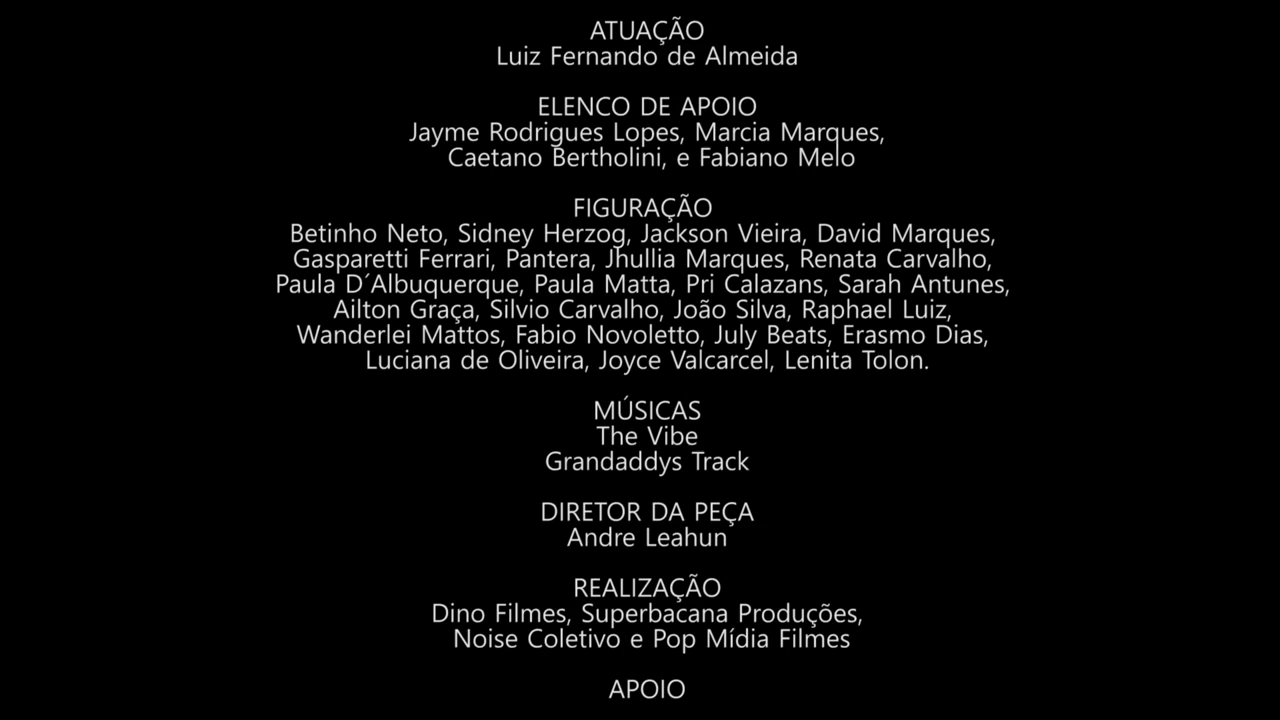 ATUAÇÃO
Luiz Fernando de Almeida
ELENCO DE APOIO
Jayme Rodrigues Lopes, Marcia Marques,
Caetano Bertholini, e Fabiano Melo
FIGURAÇÃO
Betinho Neto, Sidney Herzog, Jackson Vieira, David Marques,
Gasparetti Ferrari, Pantera, Jhullia Marques, Renata Carvalho,
Paula D´Albuquerque, Paula Matta, Pri Calazans, Sarah Antunes,
Ailton Graça, Silvio Carvalho, João Silva, Raphael Luiz,
Wanderlei Mattos, Fabio Novoletto, July Beats, Erasmo Dias,
Luciana de Oliveira, Joyce Valcarcel, Lenita Tolon.
MÚSICAS
The Vibe
Grandaddys Track
DIRETOR DA PEÇA
Andre Leahun
REALIZAÇÃO
Dino Filmes, Superbacana Produções,
Noise Coletivo e Pop Mídia Filmes
APOIO